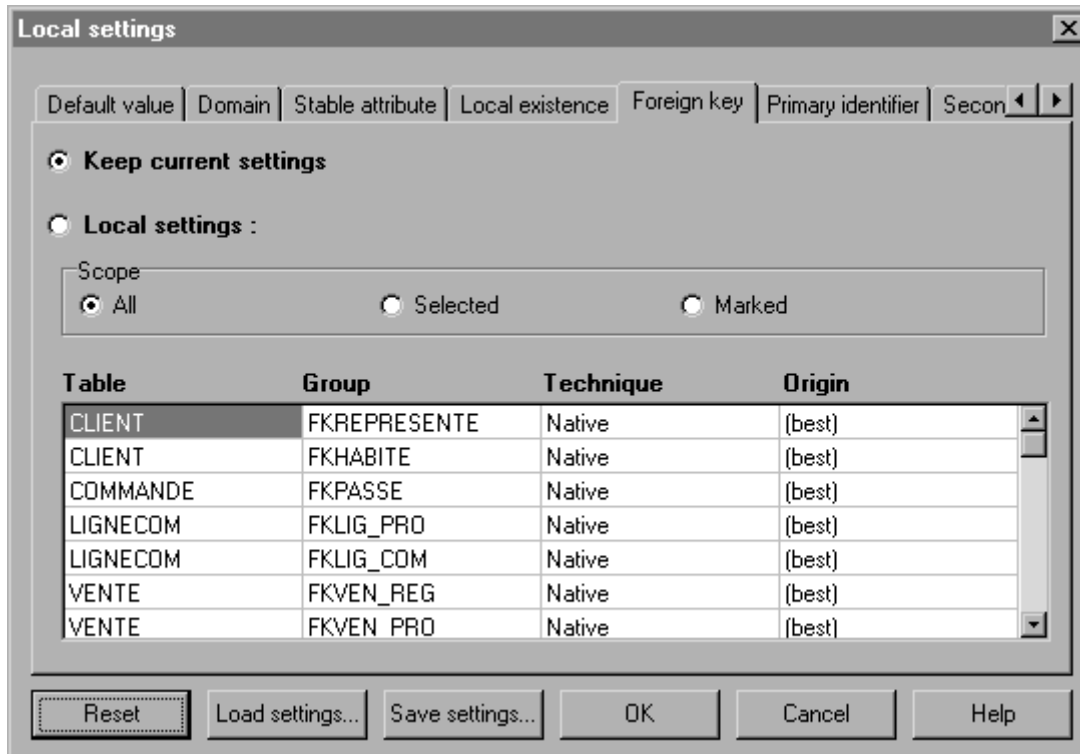 Local settings
Default value Domain Stable attribute Local existence Foreign key Primary identifier Secon
Keep current settings
Local settings :
Scope
All Selected Marked
Table Group Technique Origin
CLIENT FKREPRESENTE Native (best)
CLIENT FKHABITE Native (best)
COMMANDE FKPASSE Native (best)
LIGNECOM FKLIG_PRO Native (best)
LIGNECOM FKLIG_COM Native (best)
VENTE FKVEN_REG Native (best)
VENTE FKVEN_PRO Native (best)
Reset Load settings... Save settings... OK Cancel Help